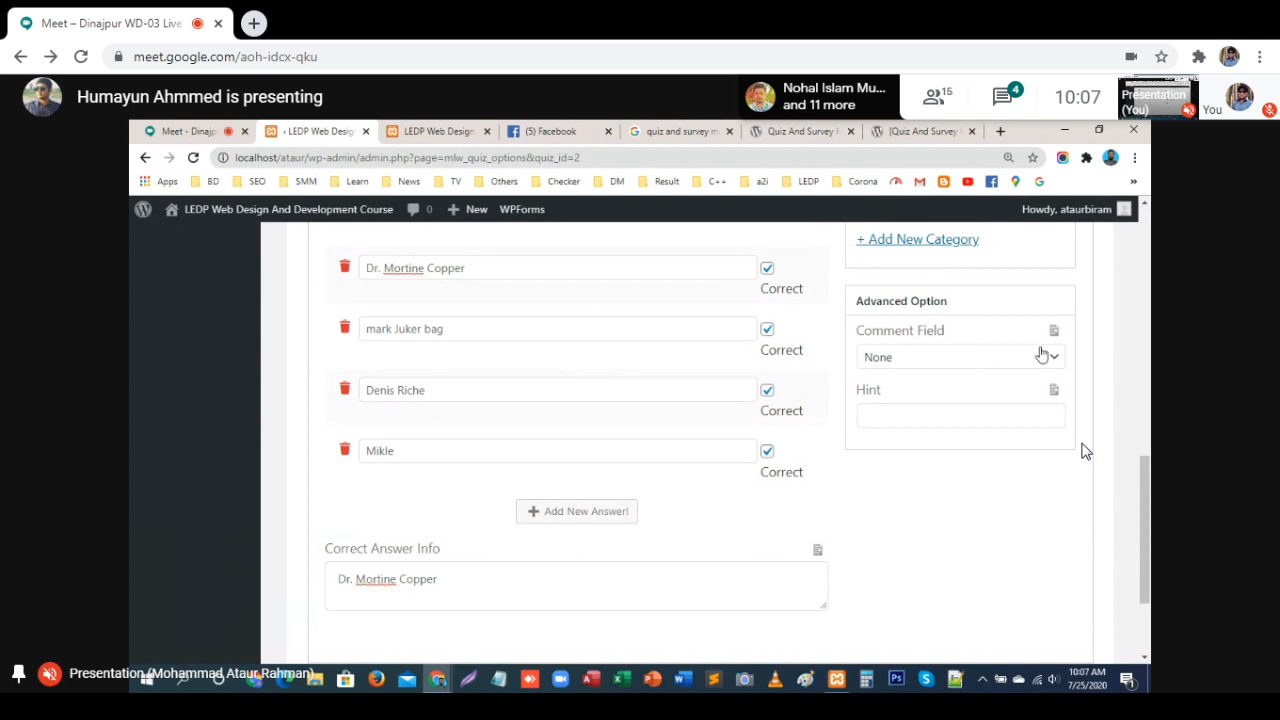 Meet – Dinajpur WD-03 Live
meet.google.com/aoh-idcx-qku
Humayun Ahmmed is presenting
Nohal Islam Mu...
and 11 more
15
4
10:07
Presentation
(You)
You
Meet - Dinajp
‹ LEDP Web Desig
LEDP Web Design
(5) Facebook
quiz and survey m
Quiz And Survey
[Quiz And Survey
localhost/ataur/wp-admin/admin.php?page=mlw_quiz_options&quiz_id=2
Apps
BD
SEO
SMM
Learn
News
TV
Others
Checker
DM
Result
C++
a2i
LEDP
Corona
»
LEDP Web Design And Development Course
0
New
WPForms
Howdy, ataurbiram
+ Add New Category
Dr. Mortine Copper
Correct
Advanced Option
Comment Field
mark Juker bag
Correct
None
Hint
Denis Riche
Correct
Mikle
Correct
Add New Answer!
Correct Answer Info
Dr. Mortine Copper
Presentation (Mohammad Ataur Rahman)
10:07 AM
7/25/2020
1